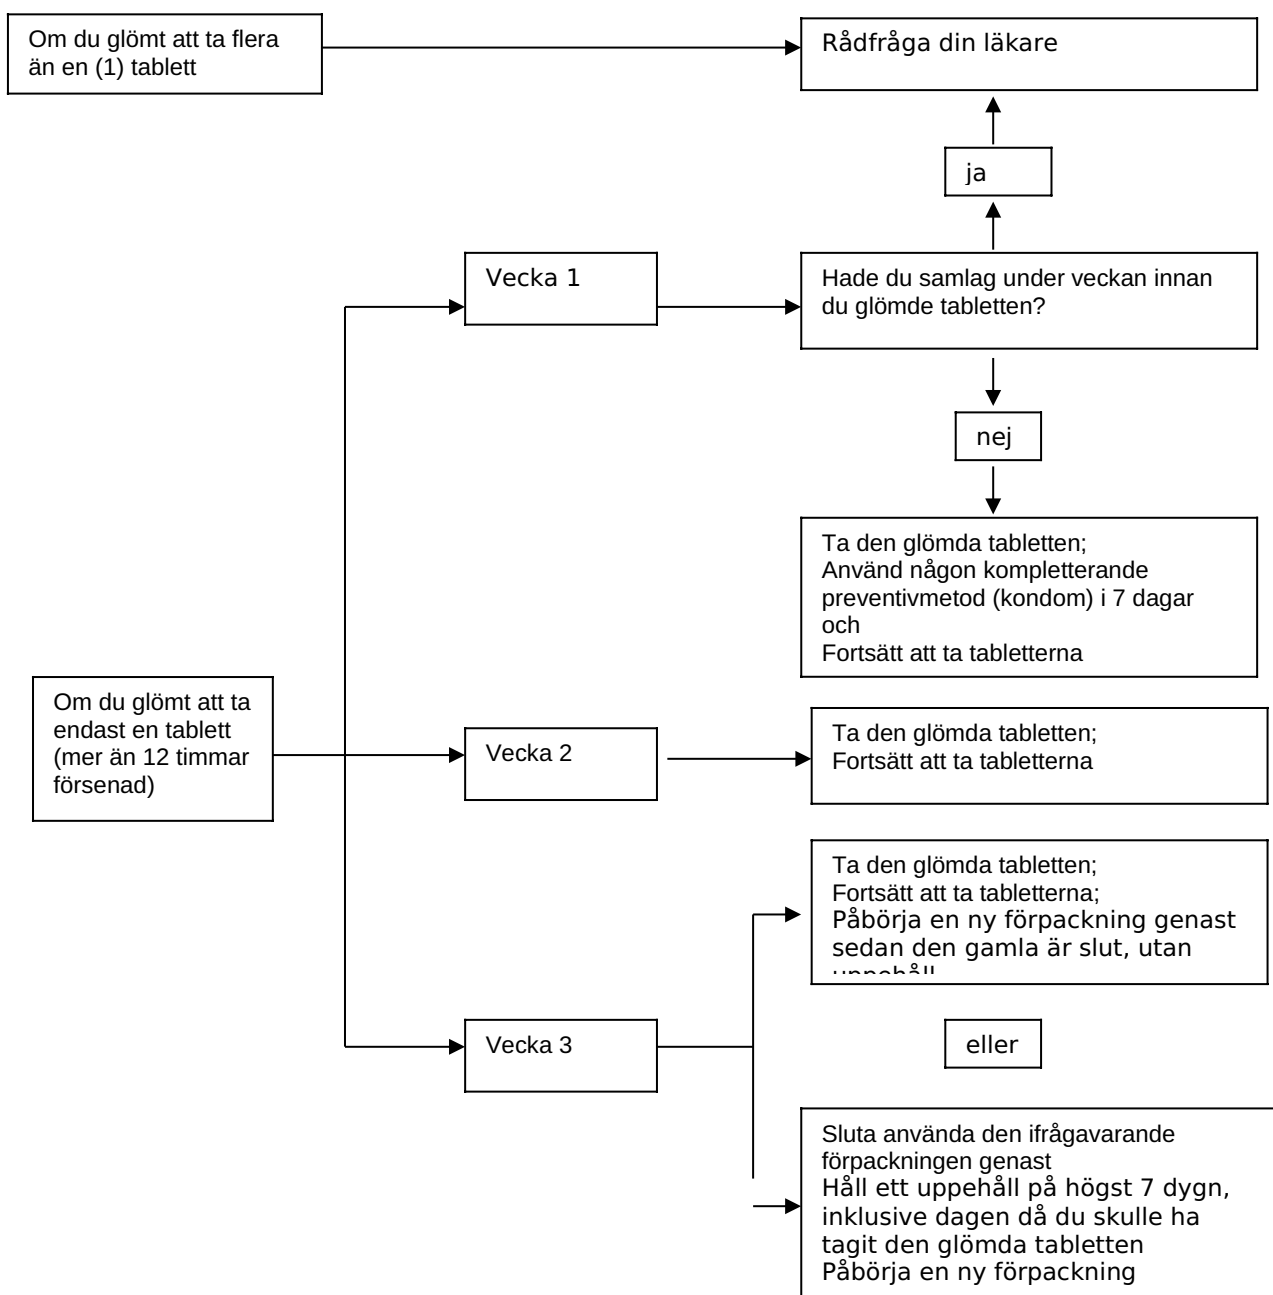 Om du glömt att ta flera
än en (1) tablett
Rådfråga din läkare
ja
Vecka 1
Hade du samlag under veckan innan
du glömde tabletten?
nej
Ta den glömda tabletten;
Använd någon kompletterande
preventivmetod (kondom) i 7 dagar
och
Fortsätt att ta tabletterna
Om du glömt att ta
endast en tablett
(mer än 12 timmar
försenad)
Vecka 2
Ta den glömda tabletten;
Fortsätt att ta tabletterna
Ta den glömda tabletten;
Fortsätt att ta tabletterna;
Påbörja en ny förpackning genast
sedan den gamla är slut, utan
uppehåll
Vecka 3
eller
Sluta använda den ifrågavarande
förpackningen genast
Håll ett uppehåll på högst 7 dygn,
inklusive dagen då du skulle ha
tagit den glömda tabletten
Påbörja en ny förpackning